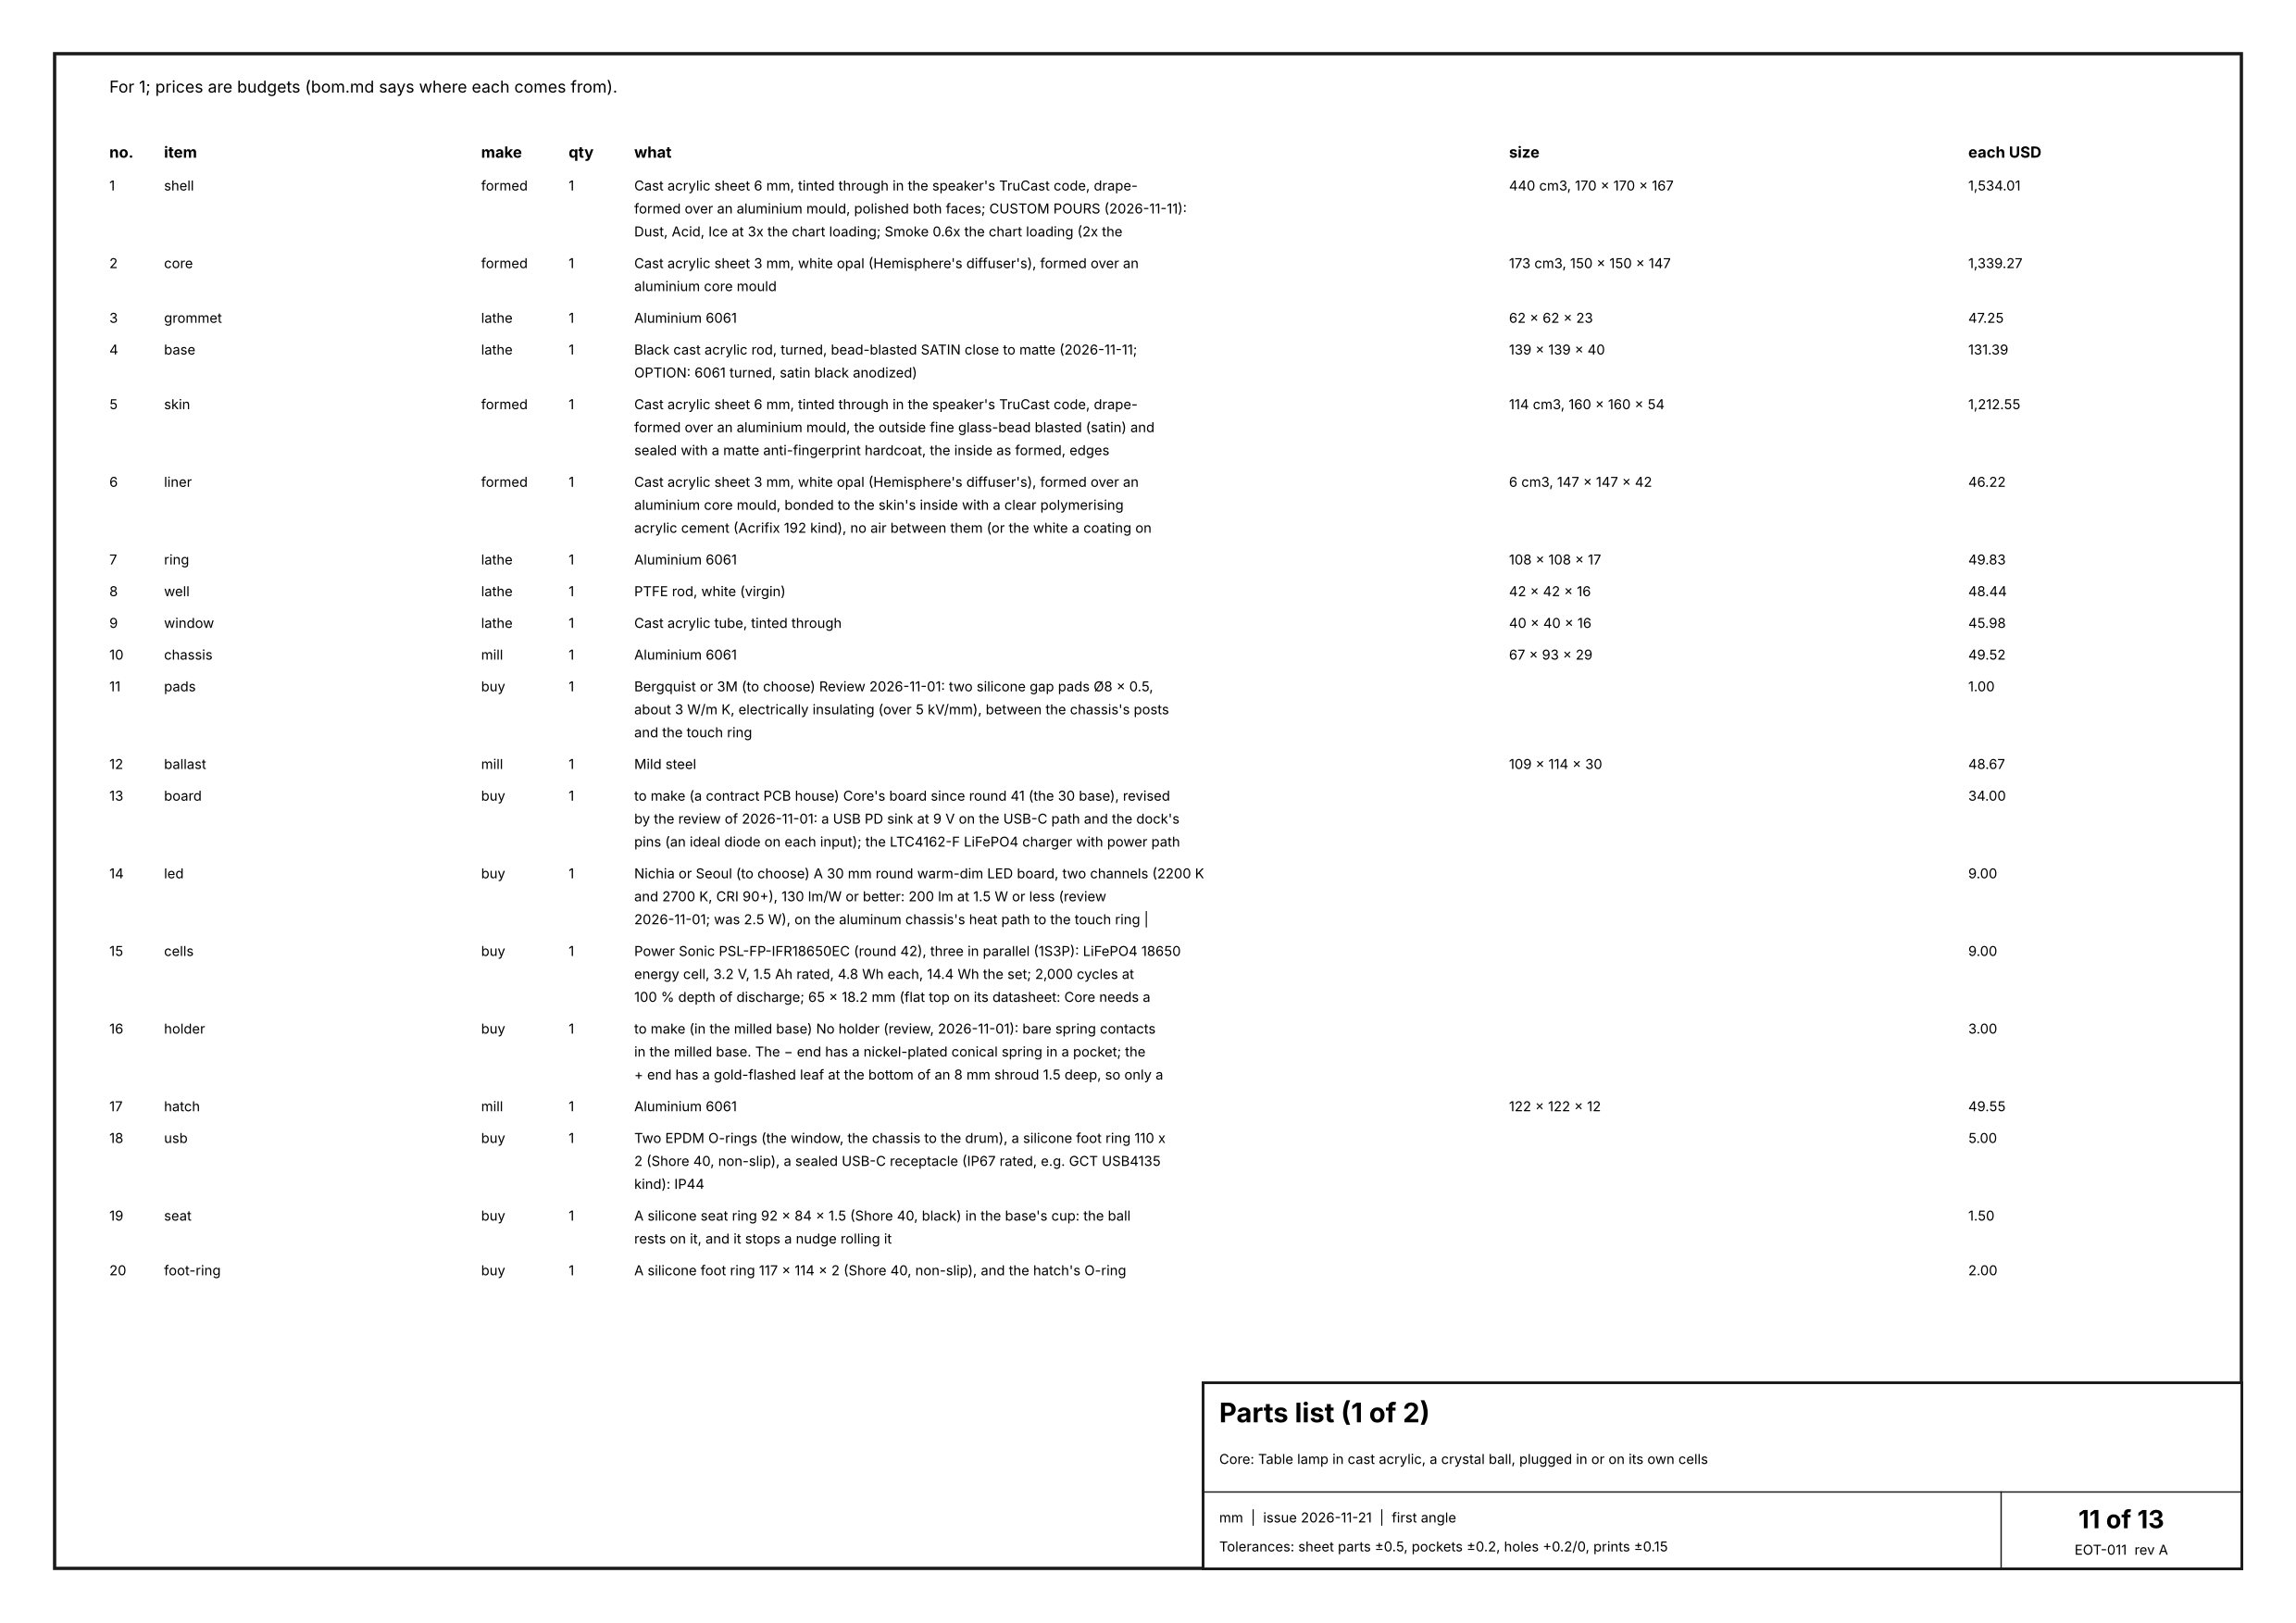 For 1; prices are budgets (bom.md says where each comes from).
no. item make qty what size each USD
1 shell formed 1 Cast acrylic sheet 6 mm, tinted through in the speaker's TruCast code, drape- 440 cm3, 170 × 170 × 167 1,534.01
formed over an aluminium mould, polished both faces; CUSTOM POURS (2026-11-11):
Dust, Acid, Ice at 3x the chart loading; Smoke 0.6x the chart loading (2x the
2 core formed 1 Cast acrylic sheet 3 mm, white opal (Hemisphere's diffuser's), formed over an 173 cm3, 150 × 150 × 147 1,339.27
aluminium core mould
3 grommet lathe 1 Aluminium 6061 62 × 62 × 23 47.25
4 base lathe 1 Black cast acrylic rod, turned, bead-blasted SATIN close to matte (2026-11-11; 139 × 139 × 40 131.39
OPTION: 6061 turned, satin black anodized)
5 skin formed 1 Cast acrylic sheet 6 mm, tinted through in the speaker's TruCast code, drape- 114 cm3, 160 × 160 × 54 1,212.55
formed over an aluminium mould, the outside fine glass-bead blasted (satin) and
sealed with a matte anti-fingerprint hardcoat, the inside as formed, edges
6 liner formed 1 Cast acrylic sheet 3 mm, white opal (Hemisphere's diffuser's), formed over an 6 cm3, 147 × 147 × 42 46.22
aluminium core mould, bonded to the skin's inside with a clear polymerising
acrylic cement (Acrifix 192 kind), no air between them (or the white a coating on
7 ring lathe 1 Aluminium 6061 108 × 108 × 17 49.83
8 well lathe 1 PTFE rod, white (virgin) 42 × 42 × 16 48.44
9 window lathe 1 Cast acrylic tube, tinted through 40 × 40 × 16 45.98
10 chassis mill 1 Aluminium 6061 67 × 93 × 29 49.52
11 pads buy 1 Bergquist or 3M (to choose) Review 2026-11-01: two silicone gap pads Ø8 × 0.5, 1.00
about 3 W/m K, electrically insulating (over 5 kV/mm), between the chassis's posts
and the touch ring
12 ballast mill 1 Mild steel 109 × 114 × 30 48.67
13 board buy 1 to make (a contract PCB house) Core's board since round 41 (the 30 base), revised 34.00
by the review of 2026-11-01: a USB PD sink at 9 V on the USB-C path and the dock's
pins (an ideal diode on each input); the LTC4162-F LiFePO4 charger with power path
14 led buy 1 Nichia or Seoul (to choose) A 30 mm round warm-dim LED board, two channels (2200 K 9.00
and 2700 K, CRI 90+), 130 lm/W or better: 200 lm at 1.5 W or less (review
2026-11-01; was 2.5 W), on the aluminum chassis's heat path to the touch ring |
15 cells buy 1 Power Sonic PSL-FP-IFR18650EC (round 42), three in parallel (1S3P): LiFePO4 18650 9.00
energy cell, 3.2 V, 1.5 Ah rated, 4.8 Wh each, 14.4 Wh the set; 2,000 cycles at
100 % depth of discharge; 65 × 18.2 mm (flat top on its datasheet: Core needs a
16 holder buy 1 to make (in the milled base) No holder (review, 2026-11-01): bare spring contacts 3.00
in the milled base. The − end has a nickel-plated conical spring in a pocket; the
+ end has a gold-flashed leaf at the bottom of an 8 mm shroud 1.5 deep, so only a
17 hatch mill 1 Aluminium 6061 122 × 122 × 12 49.55
18 usb buy 1 Two EPDM O-rings (the window, the chassis to the drum), a silicone foot ring 110 x 5.00
2 (Shore 40, non-slip), a sealed USB-C receptacle (IP67 rated, e.g. GCT USB4135
kind): IP44
19 seat buy 1 A silicone seat ring 92 × 84 × 1.5 (Shore 40, black) in the base's cup: the ball 1.50
rests on it, and it stops a nudge rolling it
20 foot-ring buy 1 A silicone foot ring 117 × 114 × 2 (Shore 40, non-slip), and the hatch's O-ring 2.00
Parts list (1 of 2)
Core: Table lamp in cast acrylic, a crystal ball, plugged in or on its own cells
mm | issue 2026-11-21 | first angle
Tolerances: sheet parts ±0.5, pockets ±0.2, holes +0.2/0, prints ±0.15
11 of 13
EOT-011 rev A